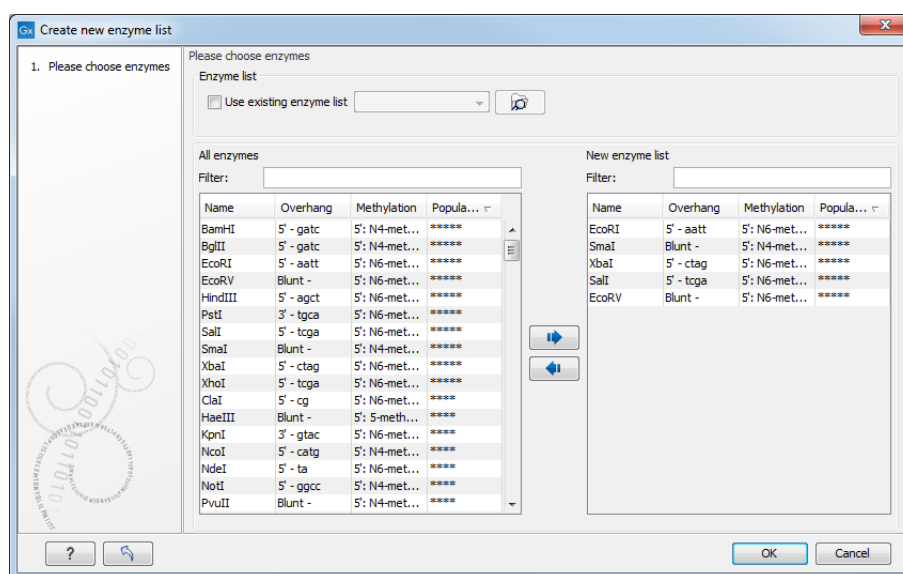 Gx Create new enzyme list
1. Please choose enzymes
Please choose enzymes
Enzyme list
Use existing enzyme list
All enzymes
Filter:
Name Overhang Methylation Popula...
BamHI 5' - gatc 5': N4-met... *****
BglII 5' - gatc 5': N4-met... *****
EcoRI 5' - aatt 5': N6-met... *****
EcoRV Blunt - 5': N6-met... *****
HindIII 5' - agct 5': N6-met... *****
PstI 3' - tgca 5': N6-met... *****
SalI 5' - tcga 5': N6-met... *****
SmaI Blunt - 5': N4-met... *****
XbaI 5' - ctag 5': N6-met... *****
XhoI 5' - tcga 5': N6-met... *****
ClaI 5' - cg 5': N6-met... ****
HaeIII Blunt - 5': 5-meth... ****
KpnI 3' - gtac 5': N6-met... ****
NcoI 5' - catg 5': N4-met... ****
NdeI 5' - ta 5': N6-met... ****
NotI 5' - ggcc 5': N4-met... ****
PvuII Blunt - 5': N4-met... ****
New enzyme list
Filter:
Name Overhang Methylation Popula...
EcoRI 5' - aatt 5': N6-met... *****
SmaI Blunt - 5': N4-met... *****
XbaI 5' - ctag 5': N6-met... *****
SalI 5' - tcga 5': N6-met... *****
EcoRV Blunt - 5': N6-met... *****
?
OK
Cancel